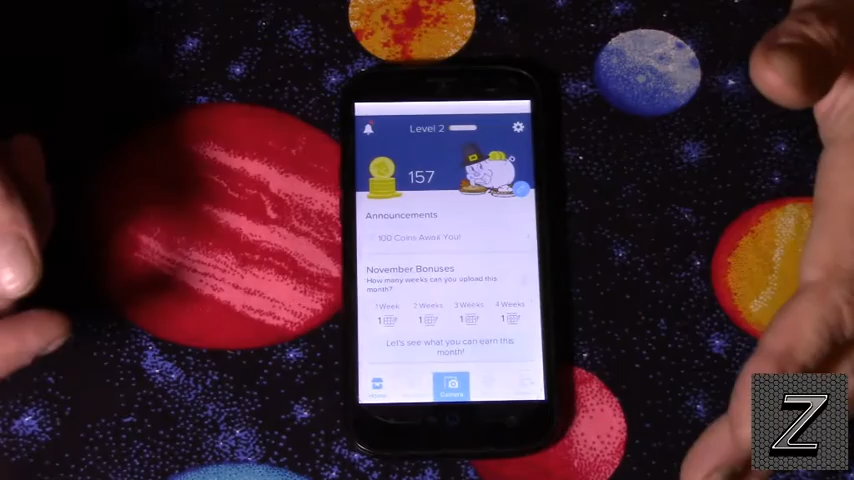 Level 2
157
Announcements
100 Coins Await You!
November Bonuses
How many weeks can you upload this
month?
1 Week 2 Weeks 3 Weeks 4 Weeks
1 1 1 1
Let's see what you can earn this
month!
Home Camera
Z